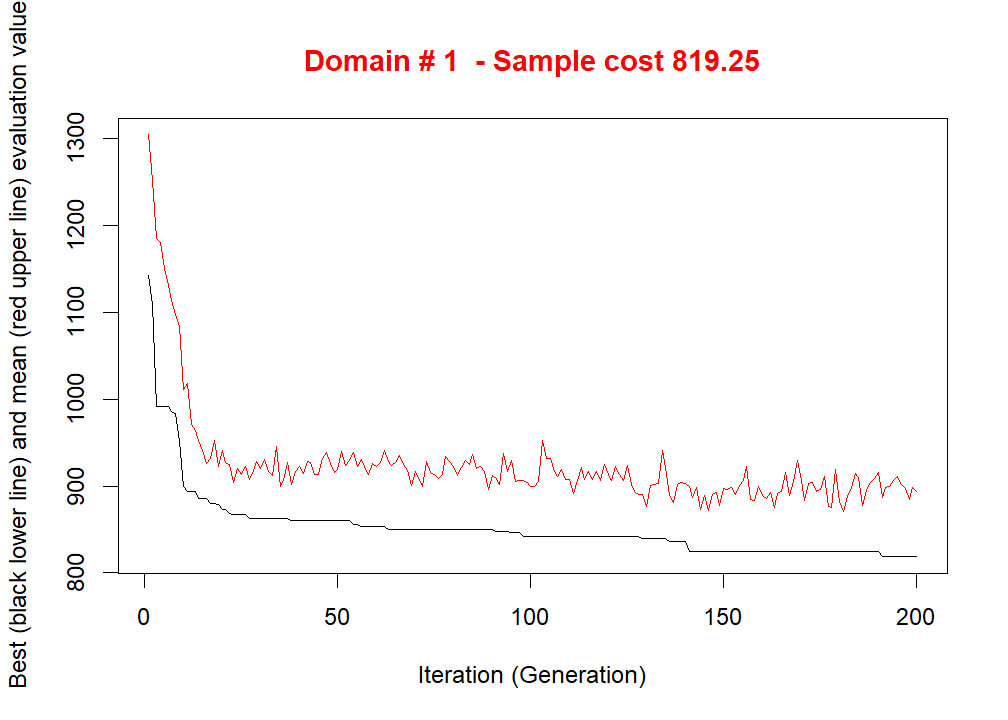 Domain # 1  - Sample cost 819.25
Best (black lower line) and mean (red upper line) evaluation value
1300
1200
1100
1000
900
800
0 50 100 150 200
Iteration (Generation)